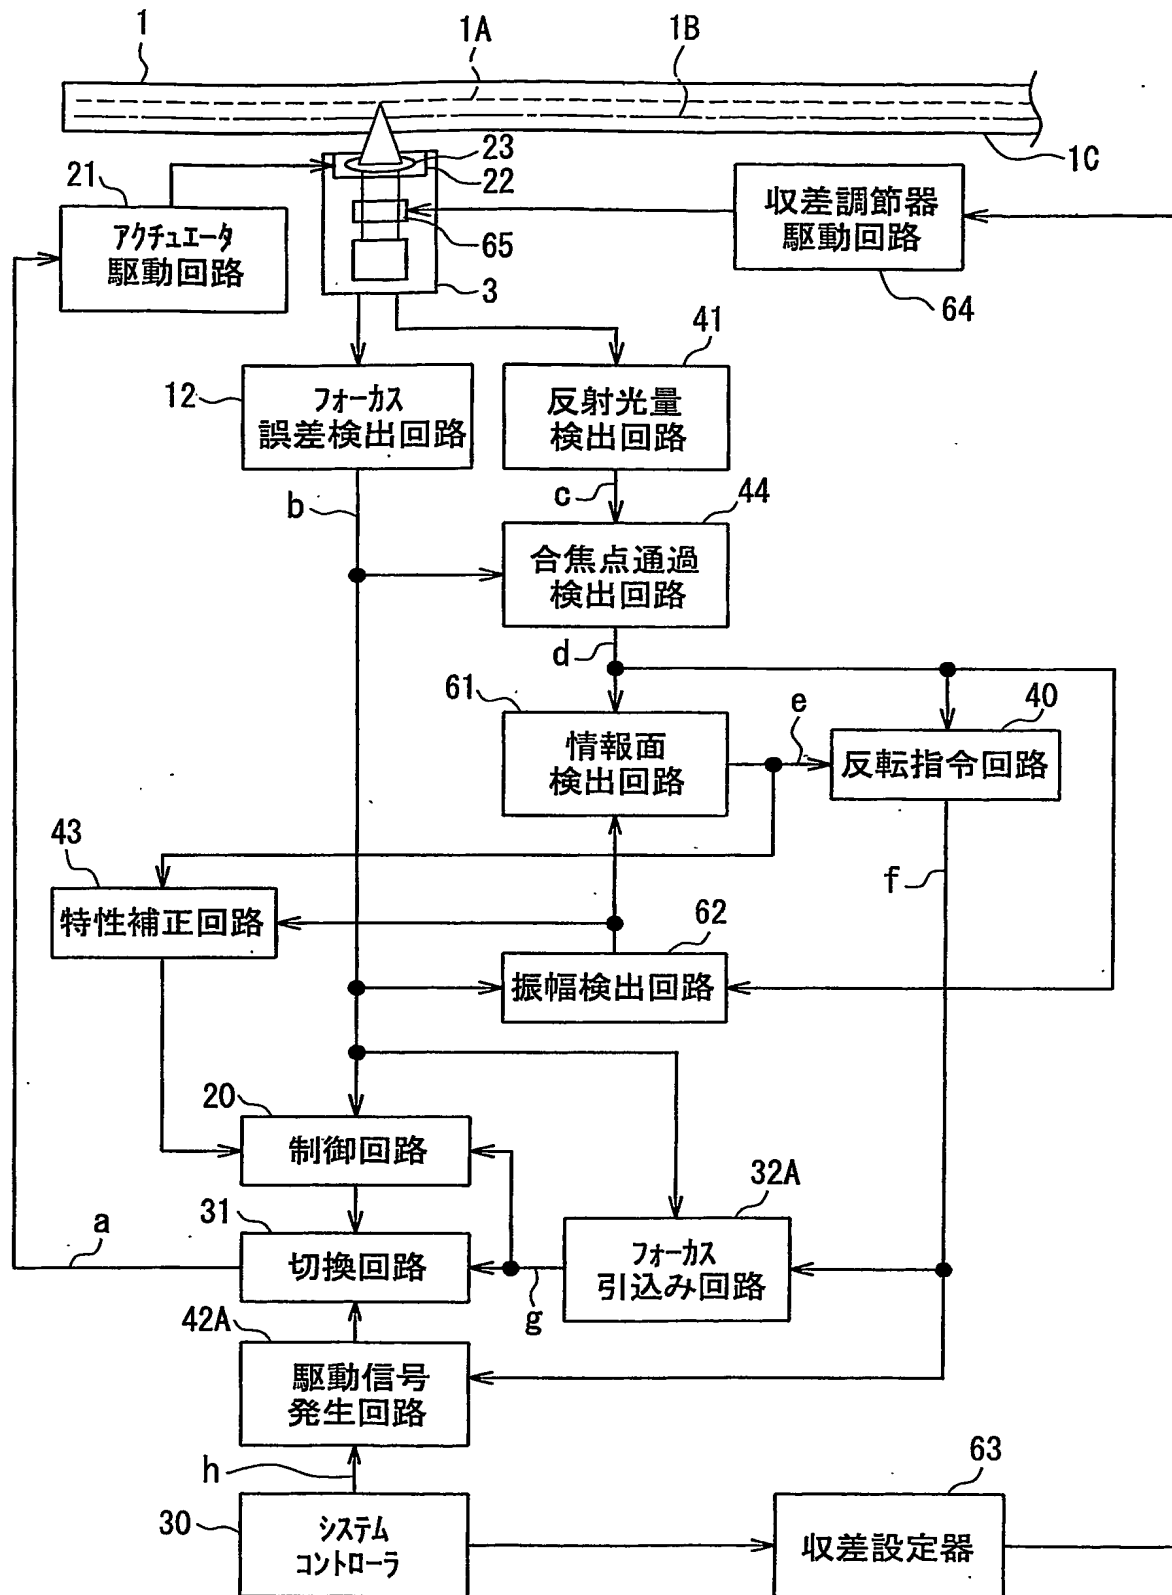 1
1A
1B
1C
23
22
21
アクチュエータ
駆動回路
65
収差調節器
駆動回路
3
64
41
12
フォーカス
誤差検出回路
反射光量
検出回路
b
c
44
合焦点通過
検出回路
d
61
e
40
情報面
検出回路
反転指令回路
43
f
特性補正回路
62
振幅検出回路
20
制御回路
32A
31
a
切換回路
フォーカス
引込み回路
g
42A
駆動信号
発生回路
h
63
30
システム
コントローラ
収差設定器